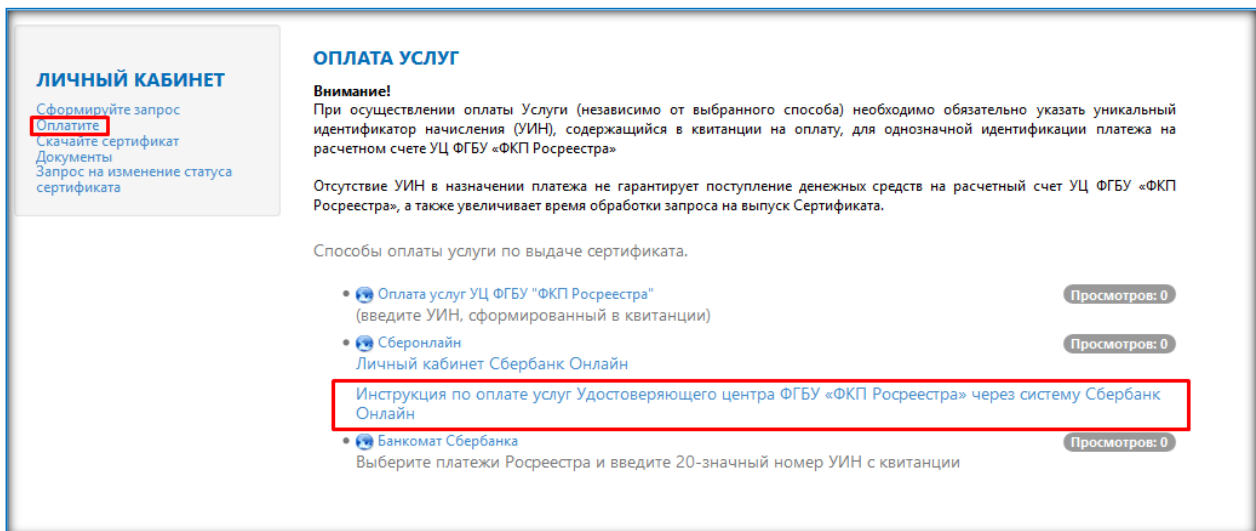 ЛИЧНЫЙ КАБИНЕТ
Сформируйте запрос
Оплатите
Скачайте сертификат
Документы
Запрос на изменение статуса
сертификата
ОПЛАТА УСЛУГ
Внимание!
При осуществлении оплаты Услуги (независимо от выбранного способа) необходимо обязательно указать уникальный
идентификатор начисления (УИН), содержащийся в квитанции на оплату, для однозначной идентификации платежа на
расчетном счете УЦ ФГБУ «ФКП Росреестра»
Отсутствие УИН в назначении платежа не гарантирует поступление денежных средств на расчетный счет УЦ ФГБУ «ФКП
Росреестра», а также увеличивает время обработки запроса на выпуск Сертификата.
Способы оплаты услуги по выдаче сертификата.
• Оплата услуг УЦ ФГБУ "ФКП Росреестра" Просмотров: 0
(введите УИН, сформированный в квитанции)
• Сберонлайн Просмотров: 0
Личный кабинет Сбербанк Онлайн
Инструкция по оплате услуг Удостоверяющего центра ФГБУ «ФКП Росреестра» через систему Сбербанк
Онлайн
• Банкомат Сбербанка Просмотров: 0
Выберите платежи Росреестра и введите 20-значный номер УИН с квитанции